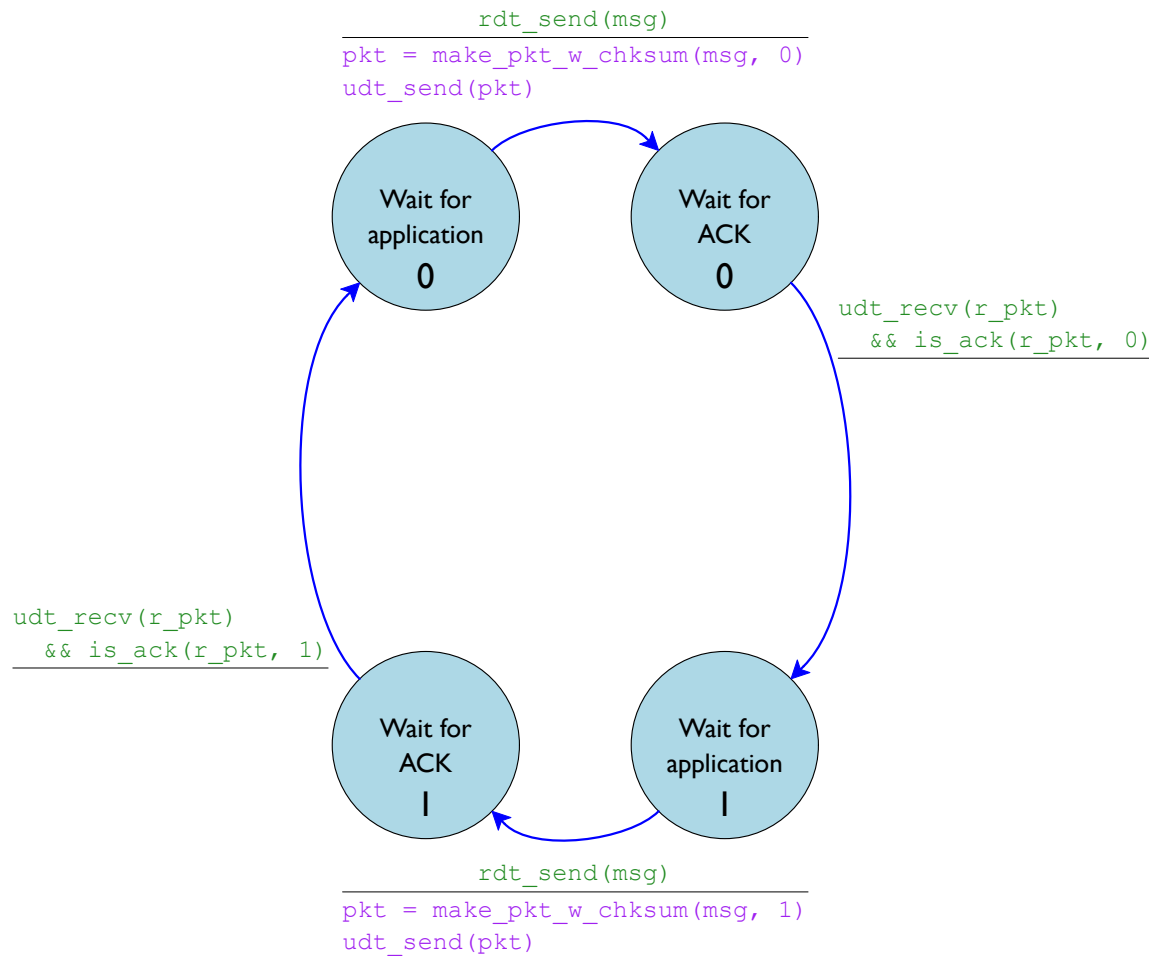 rdt_send(msg)
pkt = make_pkt_w_chksum(msg, 0)
udt_send(pkt)
Wait for
application
0
Wait for
ACK
0
udt_recv(r_pkt)
&& is_ack(r_pkt, 0)
udt_recv(r_pkt)
&& is_ack(r_pkt, 1)
Wait for
ACK
1
Wait for
application
1
rdt_send(msg)
pkt = make_pkt_w_chksum(msg, 1)
udt_send(pkt)